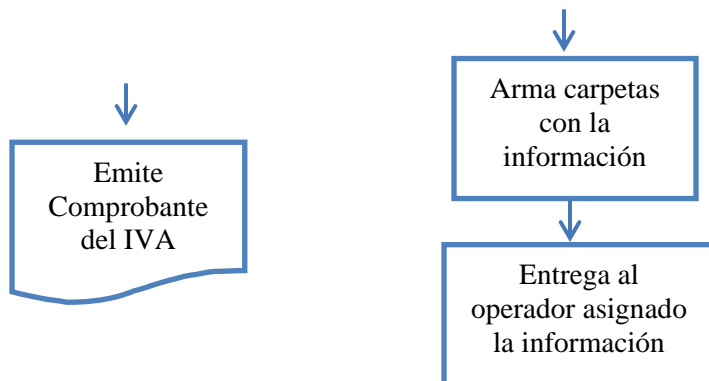 Emite
Comprobante
del IVA
Arma carpetas
con la
información
Entrega al
operador asignado
la información